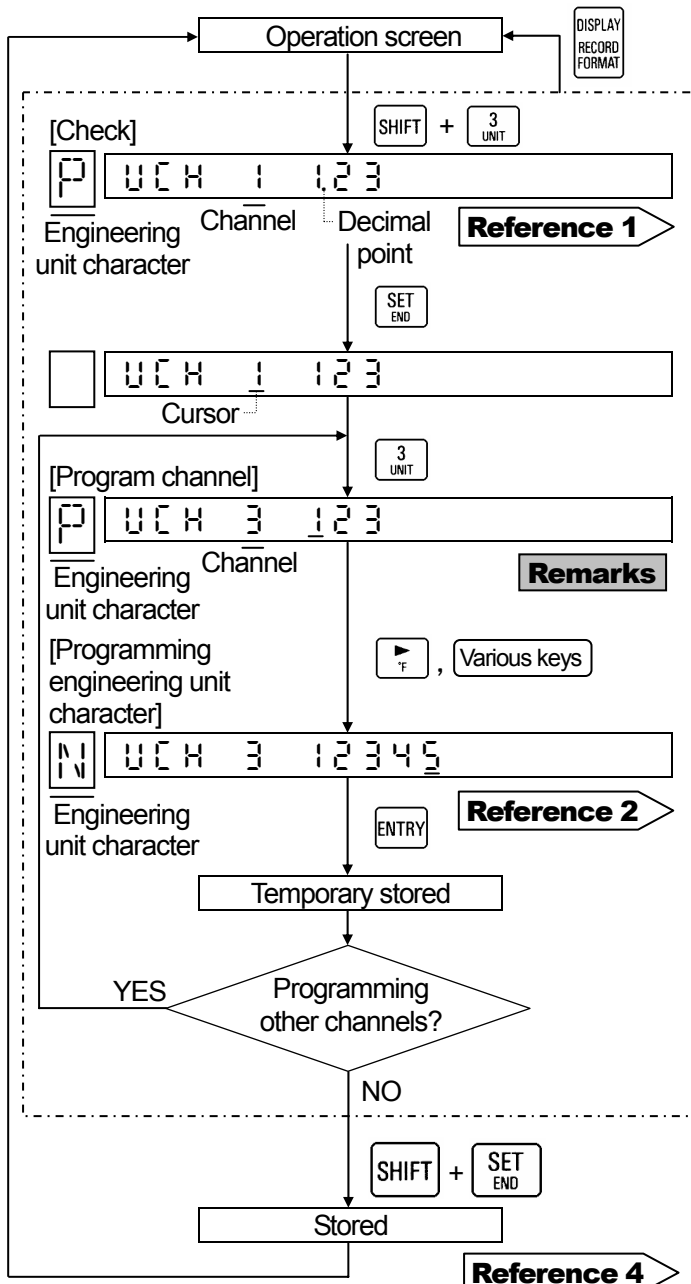 Operation screen
DISPLAY
RECORD
FORMAT
SHIFT + 3
UNIT
[Check]
P UCH 1 1.23
Engineering
unit character
Channel
Decimal
point
Reference 1
SET
END
UCH 1 123
Cursor
3
UNIT
[Program channel]
P UCH 3 123
Channel
Engineering
unit character
Remarks
[Programming
engineering unit
character]
°F , Various keys
N UCH 3 12345
Engineering
unit character
ENTRY
Reference 2
Temporary stored
YES
Programming
other channels?
NO
SHIFT + SET
END
Stored
Reference 4